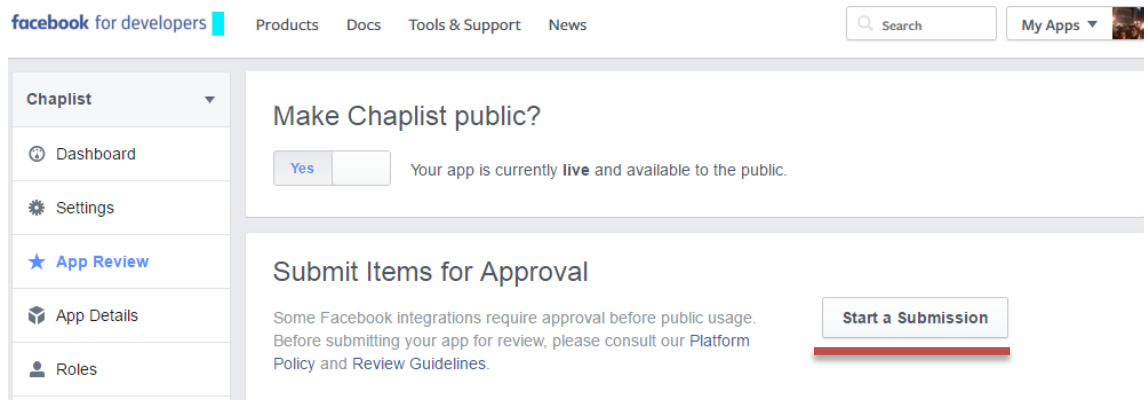 facebook for developers Products Docs Tools & Support News Search My Apps
Chaplist
Dashboard
Settings
App Review
App Details
Roles
Make Chaplist public?
Yes Your app is currently live and available to the public.
Submit Items for Approval
Some Facebook integrations require approval before public usage.
Before submitting your app for review, please consult our Platform
Policy and Review Guidelines.
Start a Submission